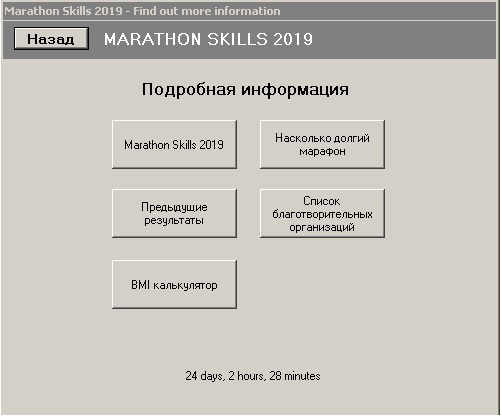 Marathon Skills 2019 - Find out more information
Назад MARATHON SKILLS 2019
Подробная информация
Marathon Skills 2019
Насколько долгий
марафон
Предыдущие
результаты
Список
благотворительных
организаций
BMI калькулятор
24 days, 2 hours, 28 minutes